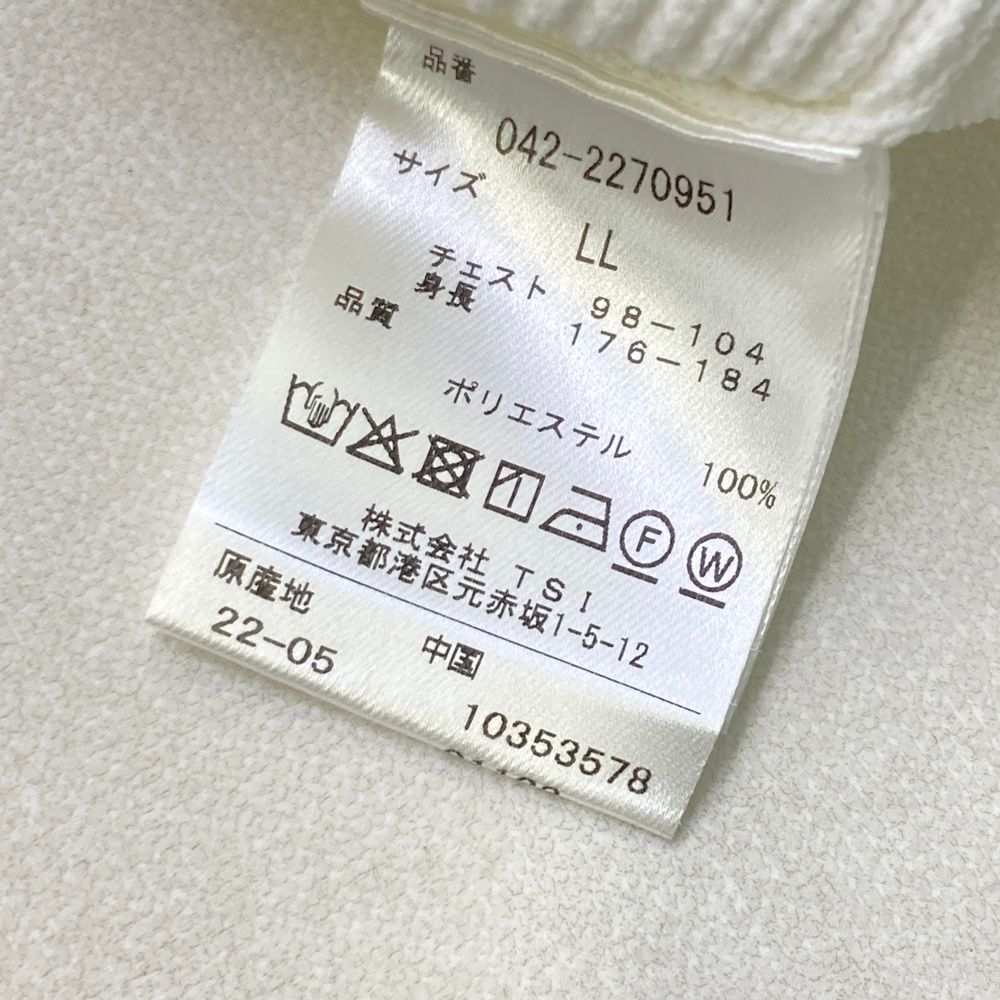 品番
042-2270951
サイズ
LL
チェスト 98-104
身長 176-184
品質
ポリエステル 100%
F W
株式会社 TSI
東京都港区元赤坂1-5-12
原産地 中国
22-05
10353578